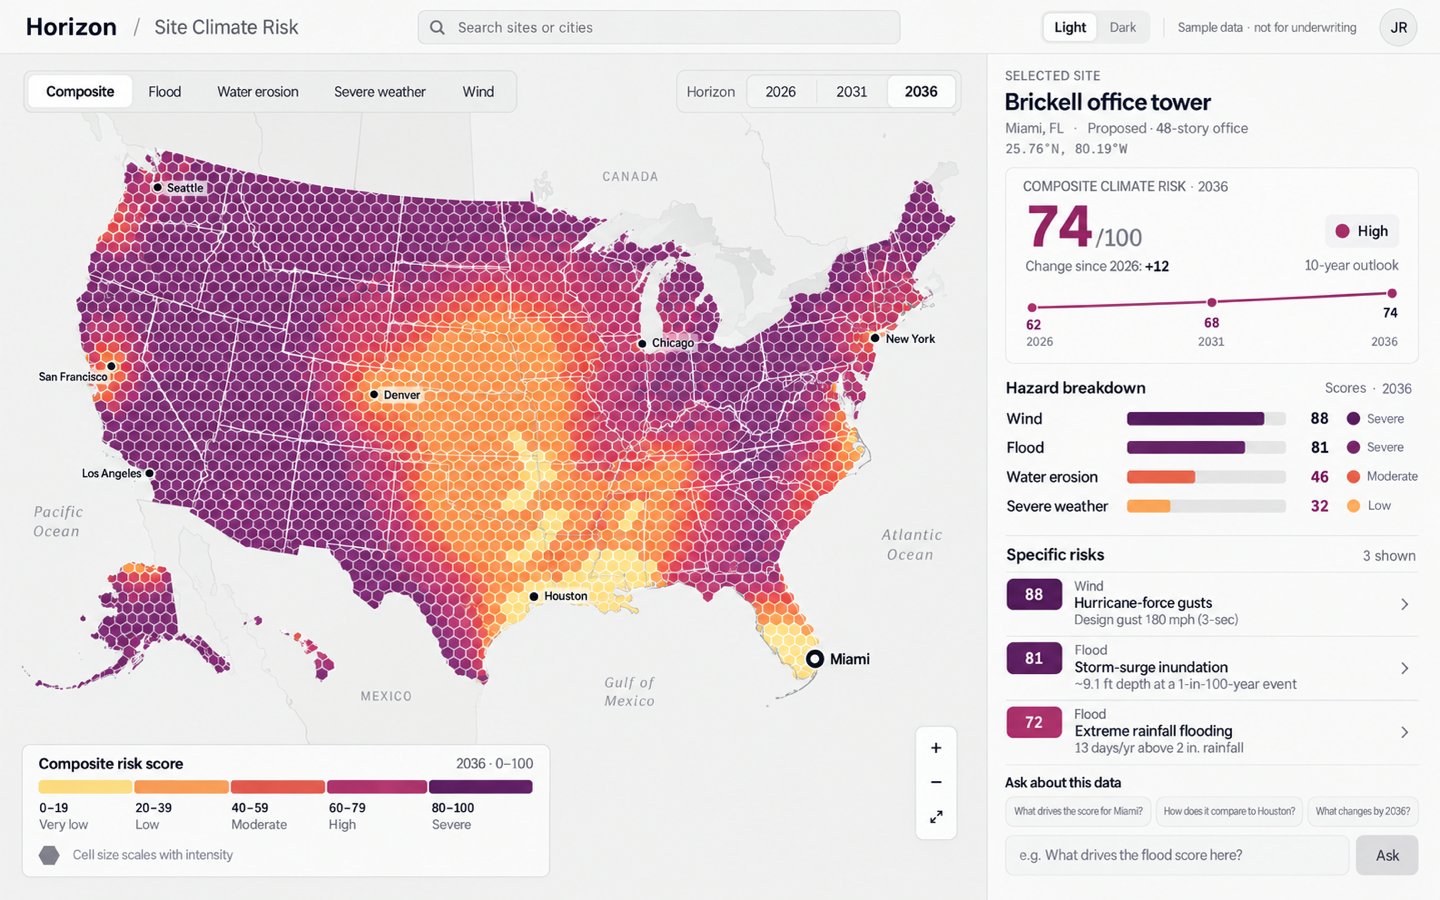 Horizon / Site Climate Risk
Search sites or cities
Light Dark
Sample data · not for underwriting
JR
Composite Flood Water erosion Severe weather Wind
Horizon 2026 2031 2036
CANADA
Seattle
Chicago
New York
San Francisco
Denver
Los Angeles
Pacific
Ocean
Atlantic
Ocean
Houston
Miami
MEXICO
Gulf of
Mexico
Composite risk score 2036 · 0–100
0–19 20–39 40–59 60–79 80–100
Very low Low Moderate High Severe
Cell size scales with intensity
+
−
SELECTED SITE
Brickell office tower
Miami, FL · Proposed · 48-story office
25.76°N, 80.19°W
COMPOSITE CLIMATE RISK · 2036
74/100
High
Change since 2026: +12 10-year outlook
62 68 74
2026 2031 2036
Hazard breakdown Scores · 2036
Wind 88 Severe
Flood 81 Severe
Water erosion 46 Moderate
Severe weather 32 Low
Specific risks 3 shown
88
Wind
Hurricane-force gusts
Design gust 180 mph (3-sec)
81
Flood
Storm-surge inundation
~9.1 ft depth at a 1-in-100-year event
72
Flood
Extreme rainfall flooding
13 days/yr above 2 in. rainfall
Ask about this data
What drives the score for Miami? How does it compare to Houston? What changes by 2036?
e.g. What drives the flood score here? Ask